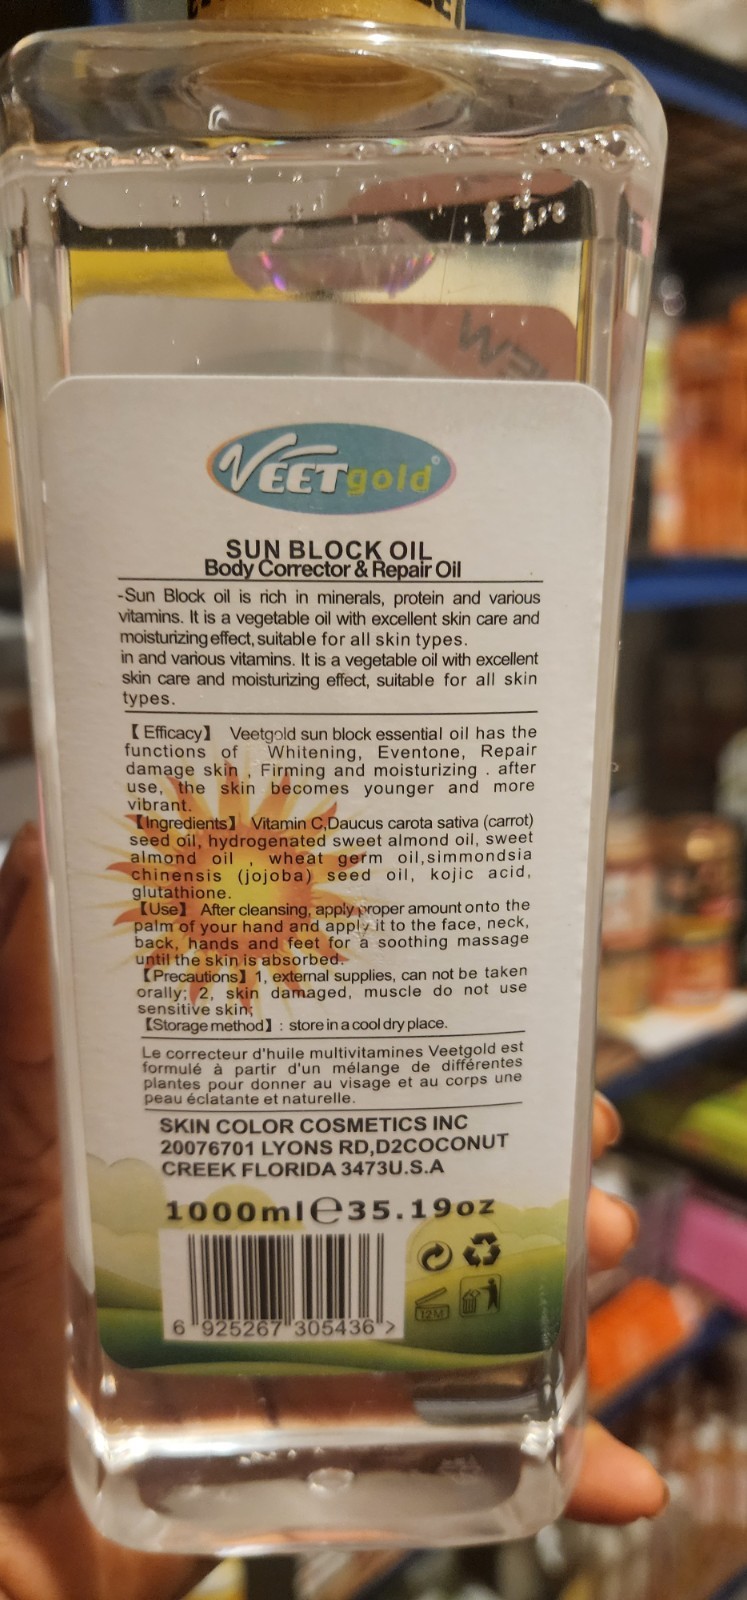 VEETgold
SUN BLOCK OIL
Body Corrector & Repair Oil
-Sun Block oil is rich in minerals, protein and various
vitamins. It is a vegetable oil with excellent skin care and
moisturizing effect, suitable for all skin types.
in and various vitamins. It is a vegetable oil with excellent
skin care and moisturizing effect, suitable for all skin
types.
【Efficacy】 Veetgold sun block essential oil has the
functions of Whitening, Eventone, Repair
damage skin , Firming and moisturizing . after
use, the skin becomes younger and more
vibrant.
【Ingredients】 Vitamin C,Daucus carota sativa (carrot)
seed oil, hydrogenated sweet almond oil, sweet
almond oil , wheat germ oil,simmondsia
chinensis (jojoba) seed oil, kojic acid,
glutathione.
【Use】 After cleansing, apply proper amount onto the
palm of your hand and apply it to the face, neck,
back, hands and feet for a soothing massage
until the skin is absorbed.
【Precautions】1, external supplies, can not be taken
orally; 2, skin damaged, muscle do not use
sensitive skin;
【Storage method】: store in a cool dry place.
Le correcteur d'huile multivitamines Veetgold est
formulé à partir d'un mélange de différentes
plantes pour donner au visage et au corps une
peau éclatante et naturelle.
SKIN COLOR COSMETICS INC
20076701 LYONS RD,D2COCONUT
CREEK FLORIDA 3473U.S.A
1000ml℮35.19oz
12M
6 925267 305436 >